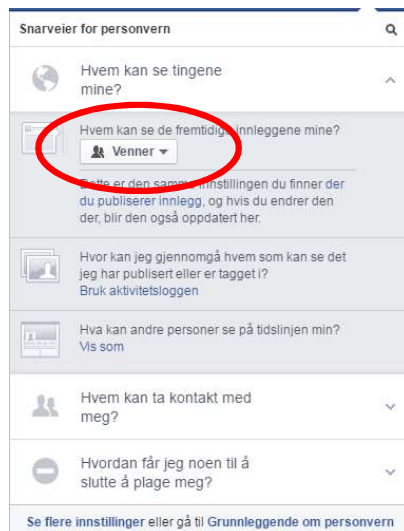 Snarveier for personvern
Hvem kan se tingene
mine?
Hvem kan se de fremtidige innleggene mine?
Venner
Dette er den samme innstillingen du finner der
du publiserer innlegg, og hvis du endrer den
der, blir den også oppdatert her.
Hvor kan jeg gjennomgå hvem som kan se det
jeg har publisert eller er tagget i?
Bruk aktivitetsloggen
Hva kan andre personer se på tidslinjen min?
Vis som
Hvem kan ta kontakt med
meg?
Hvordan får jeg noen til å
slutte å plage meg?
Se flere innstillinger eller gå til Grunnleggende om personvern